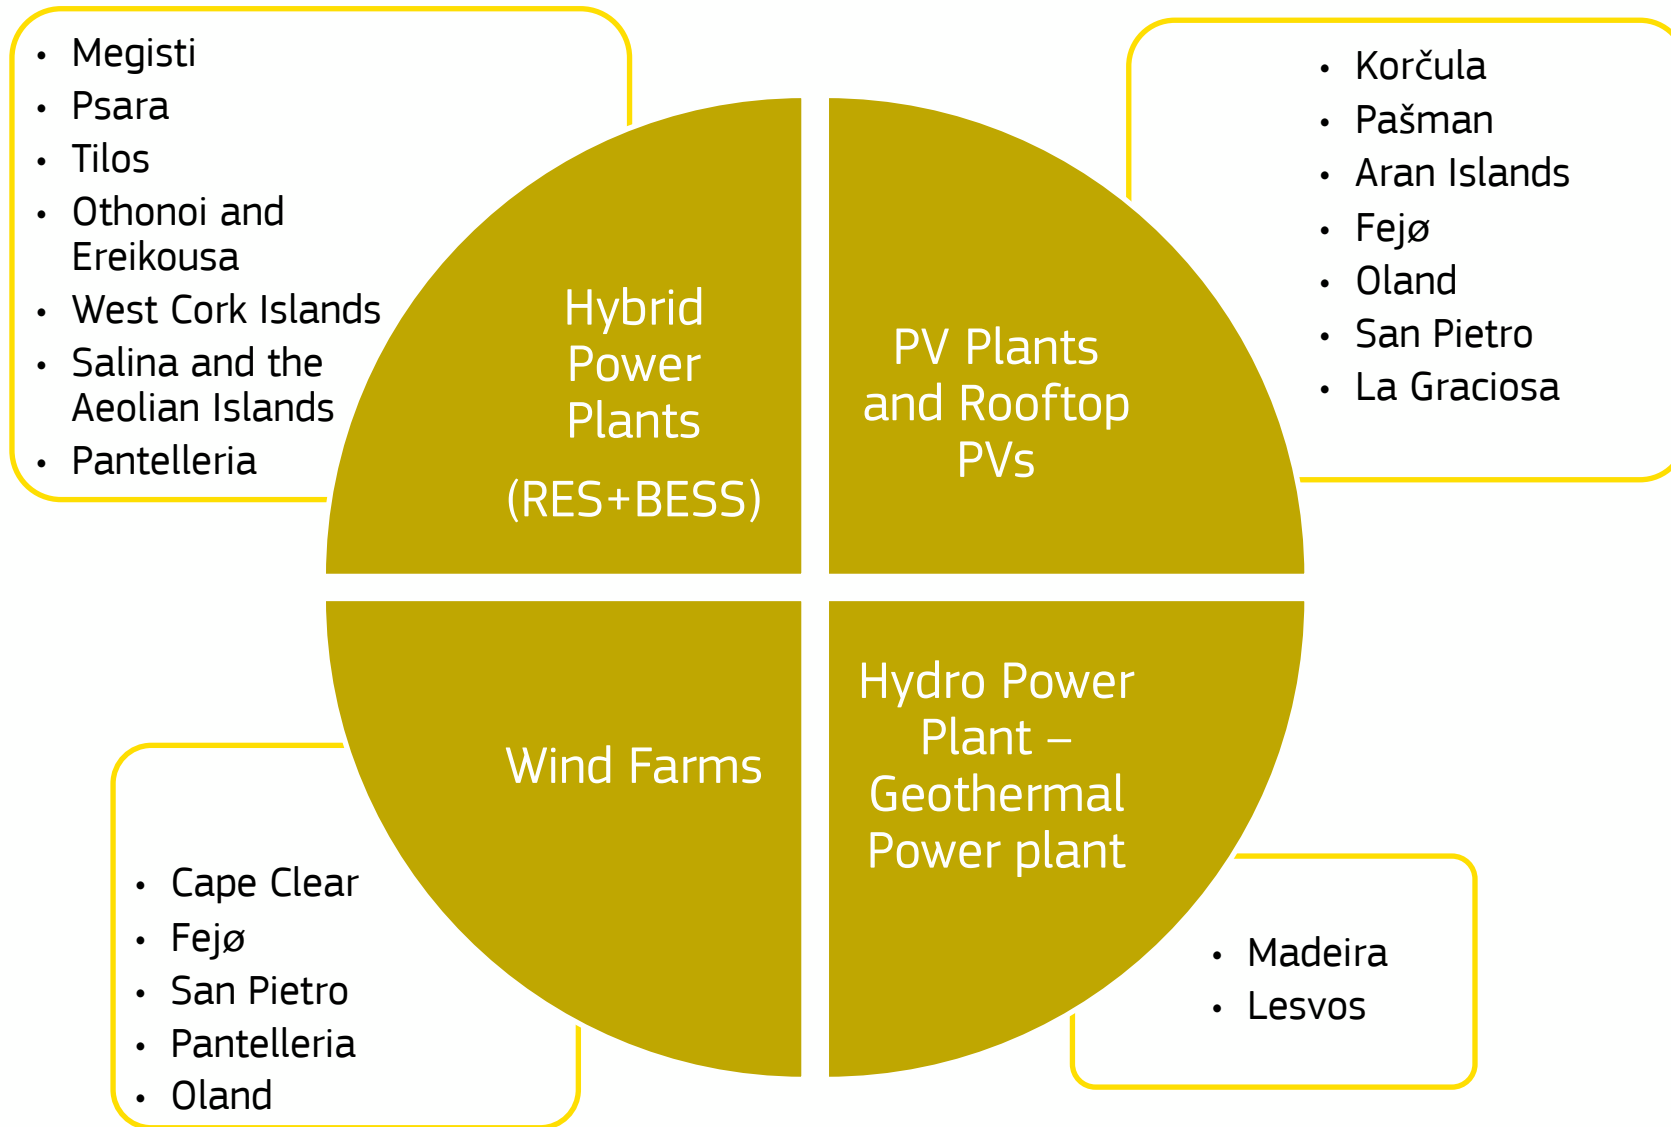 • Megisti
• Psara
• Tilos
• Othonoi and
Ereikousa
• West Cork Islands
• Salina and the
Aeolian Islands
• Pantelleria
Hybrid
Power
Plants
(RES+BESS)
PV Plants
and Rooftop
PVs
• Korčula
• Pašman
• Aran Islands
• Fejø
• Oland
• San Pietro
• La Graciosa
Wind Farms
• Cape Clear
• Fejø
• San Pietro
• Pantelleria
• Oland
Hydro Power
Plant –
Geothermal
Power plant
• Madeira
• Lesvos